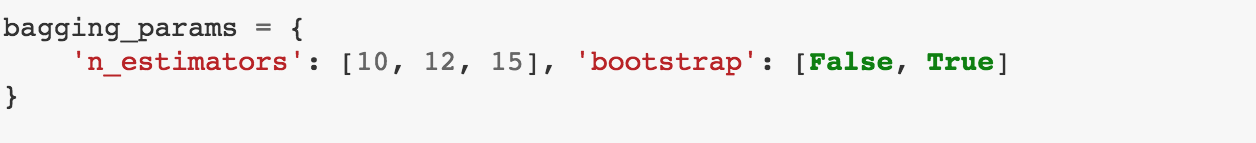 bagging_params = {
    'n_estimators': [10, 12, 15], 'bootstrap': [False, True]
}